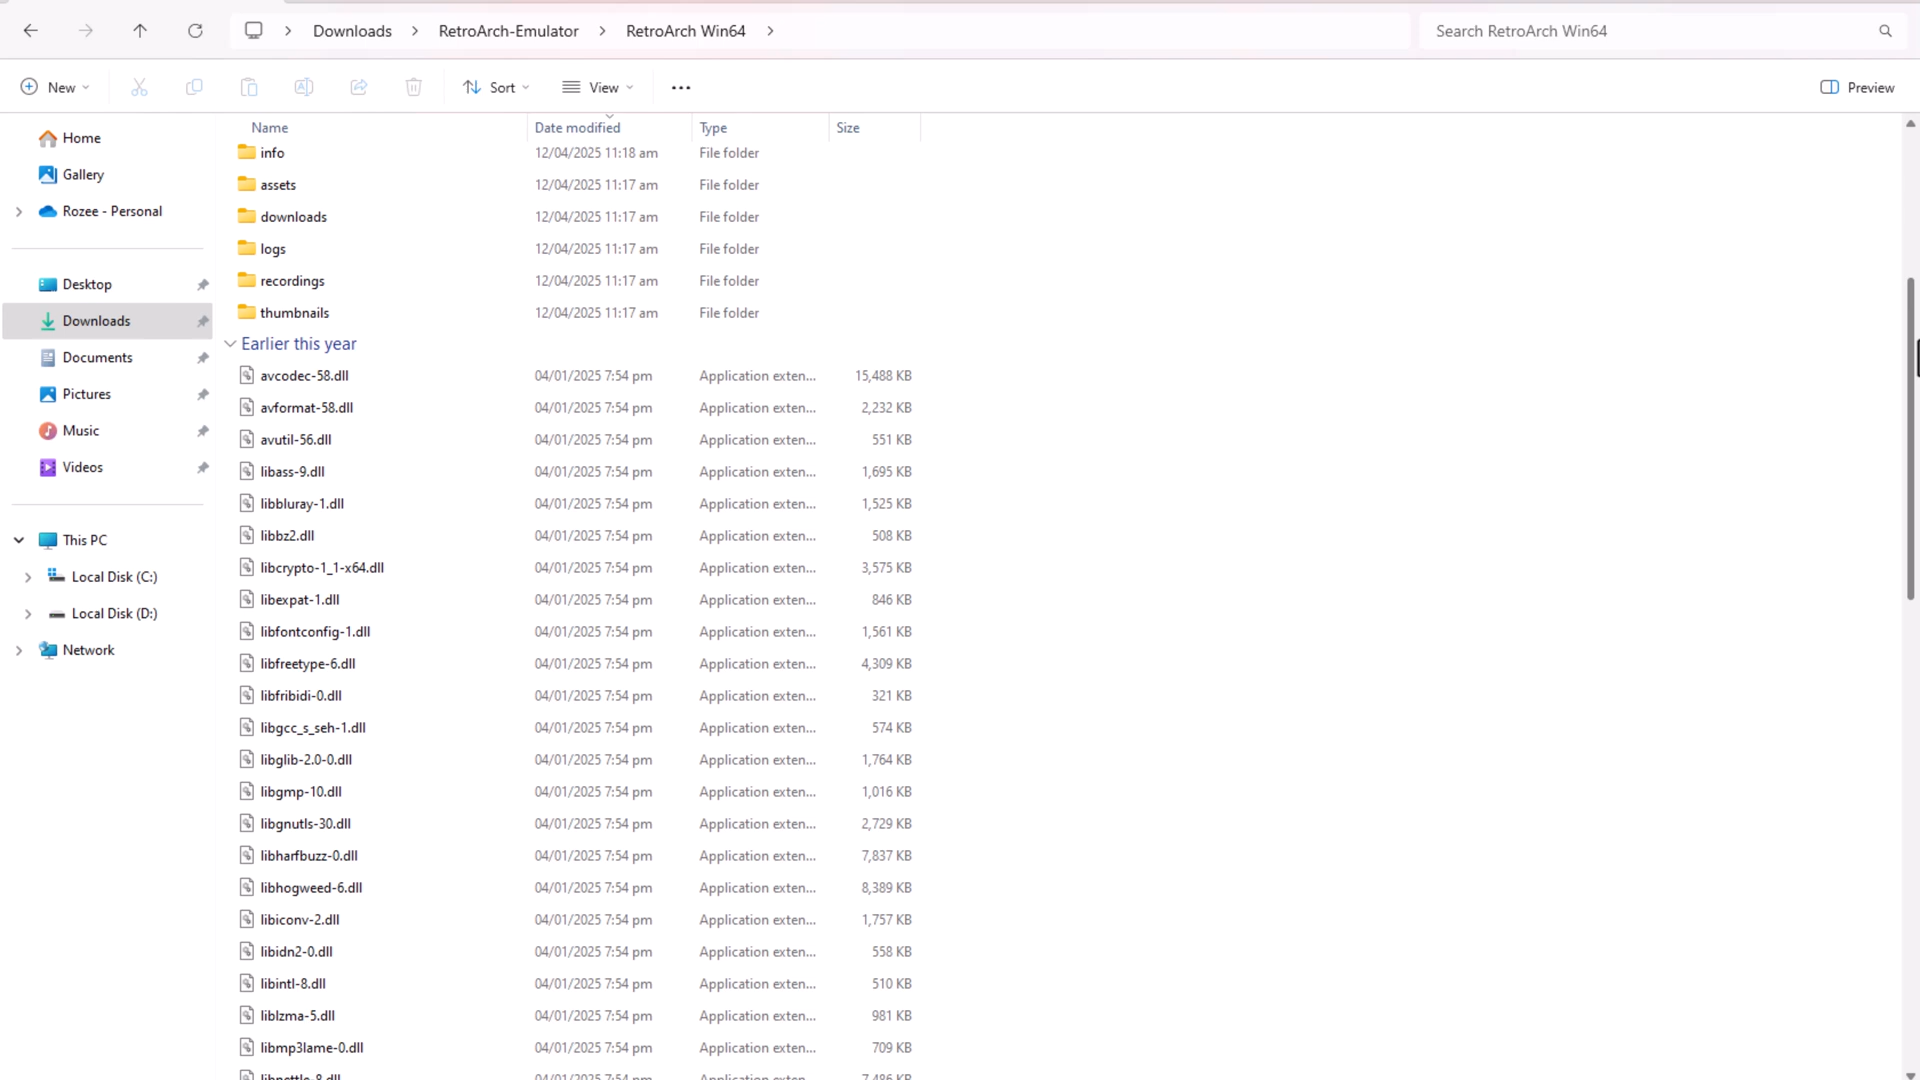 Downloads RetroArch-Emulator RetroArch Win64 Search RetroArch Win64
New Sort View Preview
Name Date modified Type Size
Home
Gallery
Rozee - Personal
Desktop
Downloads
Documents
Pictures
Music
Videos
This PC
Local Disk (C:)
Local Disk (D:)
Network
info 12/04/2025 11:18 am File folder
assets 12/04/2025 11:17 am File folder
downloads 12/04/2025 11:17 am File folder
logs 12/04/2025 11:17 am File folder
recordings 12/04/2025 11:17 am File folder
thumbnails 12/04/2025 11:17 am File folder
Earlier this year
avcodec-58.dll 04/01/2025 7:54 pm Application exten... 15,488 KB
avformat-58.dll 04/01/2025 7:54 pm Application exten... 2,232 KB
avutil-56.dll 04/01/2025 7:54 pm Application exten... 551 KB
libass-9.dll 04/01/2025 7:54 pm Application exten... 1,695 KB
libbluray-1.dll 04/01/2025 7:54 pm Application exten... 1,525 KB
libbz2.dll 04/01/2025 7:54 pm Application exten... 508 KB
libcrypto-1_1-x64.dll 04/01/2025 7:54 pm Application exten... 3,575 KB
libexpat-1.dll 04/01/2025 7:54 pm Application exten... 846 KB
libfontconfig-1.dll 04/01/2025 7:54 pm Application exten... 1,561 KB
libfreetype-6.dll 04/01/2025 7:54 pm Application exten... 4,309 KB
libfribidi-0.dll 04/01/2025 7:54 pm Application exten... 321 KB
libgcc_s_seh-1.dll 04/01/2025 7:54 pm Application exten... 574 KB
libglib-2.0-0.dll 04/01/2025 7:54 pm Application exten... 1,764 KB
libgmp-10.dll 04/01/2025 7:54 pm Application exten... 1,016 KB
libgnutls-30.dll 04/01/2025 7:54 pm Application exten... 2,729 KB
libharfbuzz-0.dll 04/01/2025 7:54 pm Application exten... 7,837 KB
libhogweed-6.dll 04/01/2025 7:54 pm Application exten... 8,389 KB
libiconv-2.dll 04/01/2025 7:54 pm Application exten... 1,757 KB
libidn2-0.dll 04/01/2025 7:54 pm Application exten... 558 KB
libintl-8.dll 04/01/2025 7:54 pm Application exten... 510 KB
liblzma-5.dll 04/01/2025 7:54 pm Application exten... 981 KB
libmp3lame-0.dll 04/01/2025 7:54 pm Application exten... 709 KB
libnettle-8.dll 04/01/2025 7:54 pm Application exten... 7,486 KB